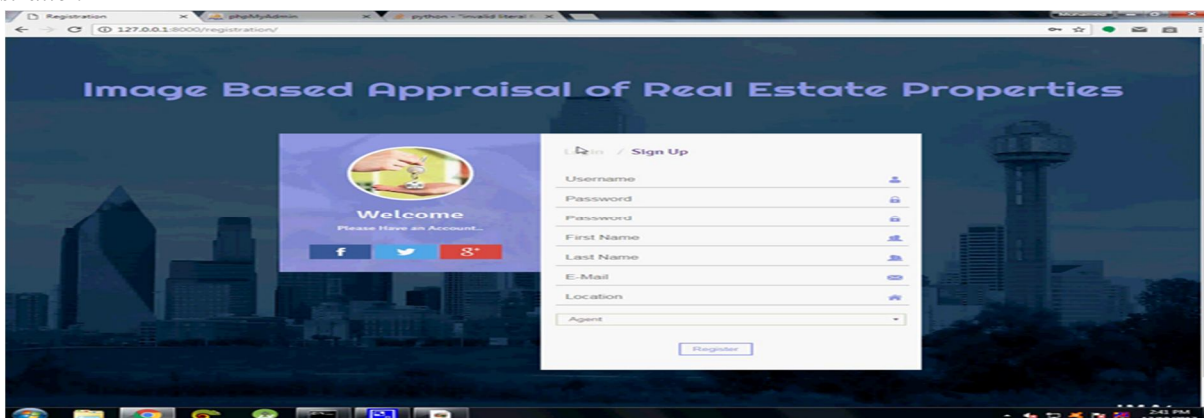 Registration
phpMyAdmin
python - "invalid literal f
127.0.0.1:8000/registration/
Image Based Appraisal of Real Estate Properties
Login / Sign Up
Welcome
Please Have an Account...
f
8+
Username
Password
Password
First Name
Last Name
E-Mail
Location
Agent
Register
2:41 PM